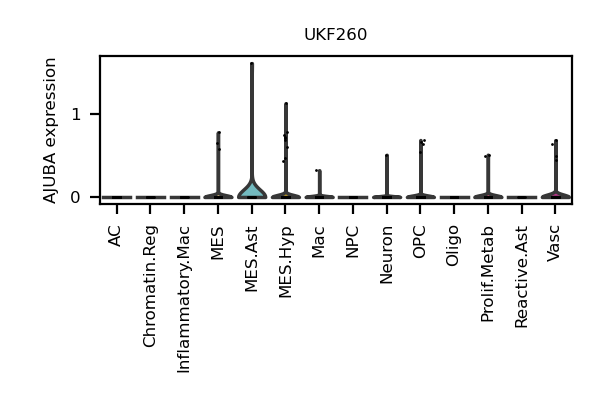 UKF260
AJUBA expression
1
0
AC
Chromatin.Reg
Inflammatory.Mac
MES
MES.Ast
MES.Hyp
Mac
NPC
Neuron
OPC
Oligo
Prolif.Metab
Reactive.Ast
Vasc